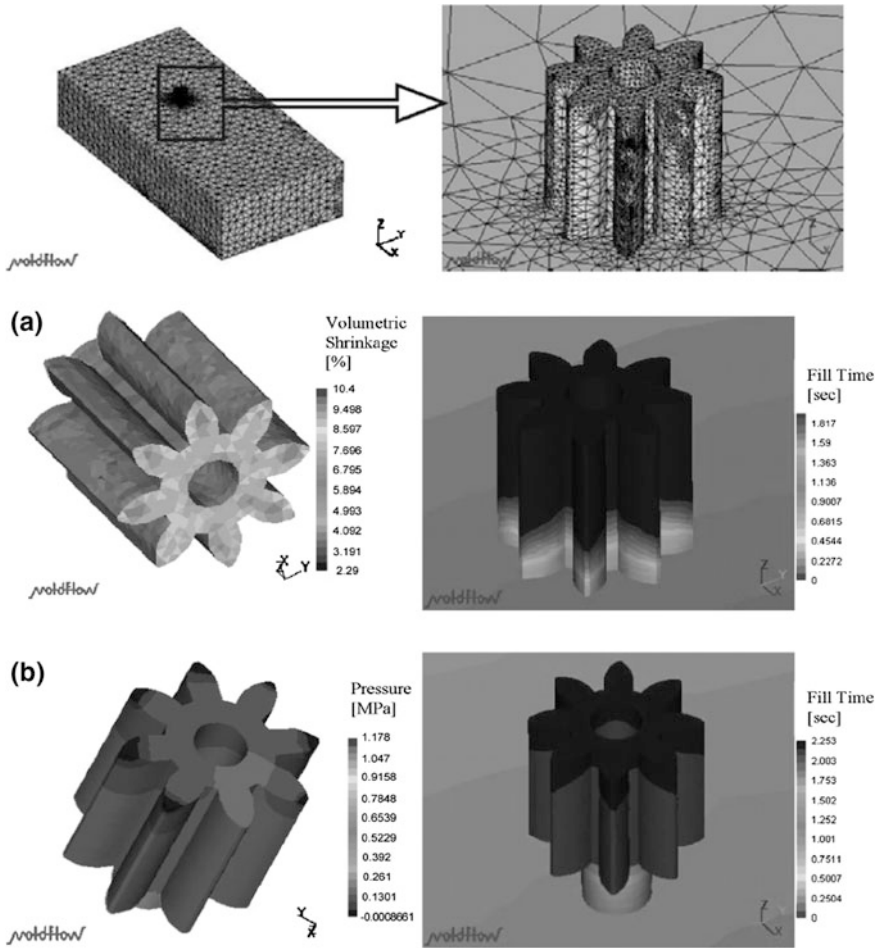 Z
Y
X
moldflow
Z
X
moldflow
(a)
Volumetric
Shrinkage
[%]
10.4
9.498
8.597
7.696
6.795
5.894
4.993
4.092
3.191
2.29
X
Z
Y
moldflow
Fill Time
[sec]
1.817
1.59
1.363
1.136
0.9007
0.6815
0.4544
0.2272
0
Z
Y
X
moldflow
(b)
Pressure
[MPa]
1.178
1.047
0.9158
0.7848
0.6539
0.5229
0.392
0.261
0.1301
-0.0008661
Y
Z
X
moldflow
Fill Time
[sec]
2.253
2.003
1.753
1.502
1.252
1.001
0.7511
0.5007
0.2504
0
Z
Y
X
moldflow